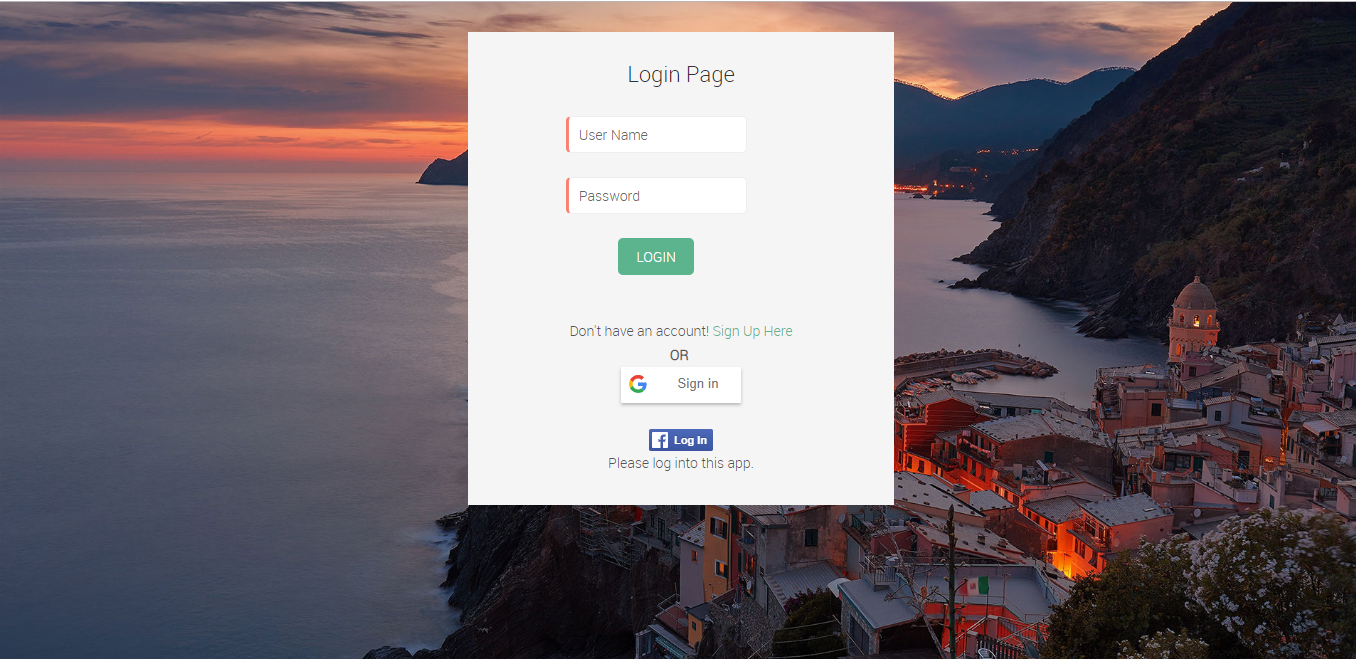 Login Page
User Name
Password
LOGIN
Don't have an account! Sign Up Here
OR
Sign in
Log In
Please log into this app.